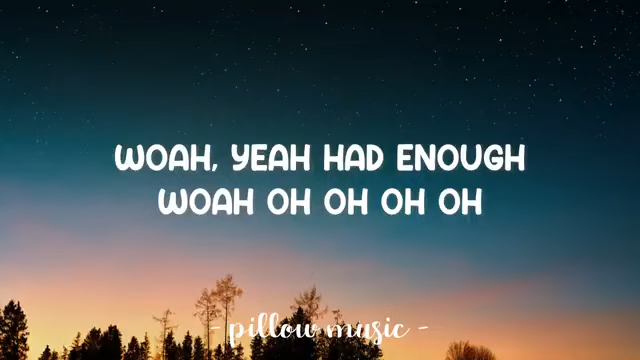 WOAH, YEAH HAD ENOUGH
WOAH OH OH OH OH
- pillow music -